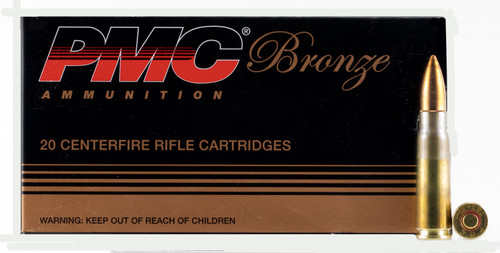 PMC® Bronze
AMMUNITION
20 CENTERFIRE RIFLE CARTRIDGES
WARNING: KEEP OUT OF REACH OF CHILDREN